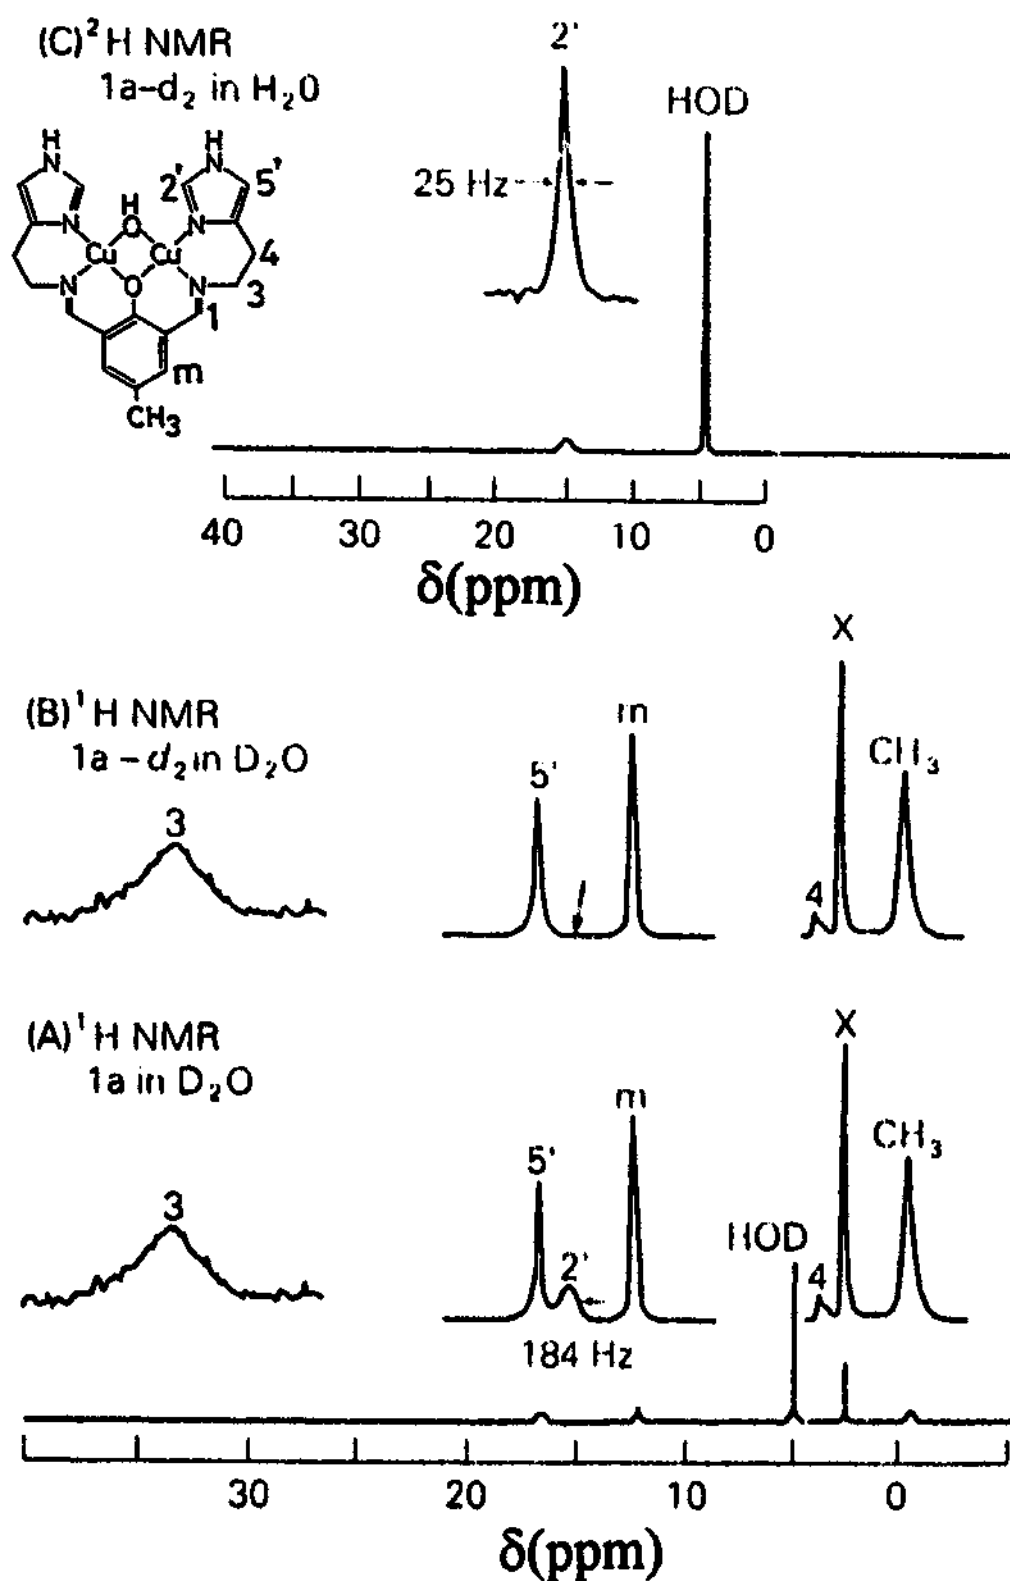 (C)²H NMR
1a-d₂ in H₂O
2'
HOD
25 Hz
H
N
H
N
2'
5'
H
O
N
N
Cu
Cu
4
N
O
N
3
1
m
CH₃
40 30 20 10 0
δ(ppm)
X
(B)¹H NMR
1a-d₂ in D₂O
3
5'
m
4
CH₃
(A)¹H NMR
1a in D₂O
X
3
5'
2'
m
184 Hz
HOD
4
CH₃
30 20 10 0
δ(ppm)